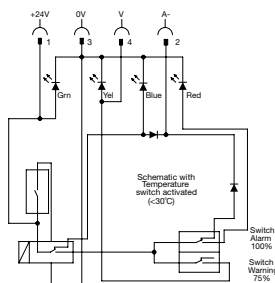 +24V 0V V A-
1 3 4 2
Grn Yel Blue Red
Schematic with
Temperature
switch activated
(<30°C)
Switch
Alarm
100%
Switch
Warning
75%